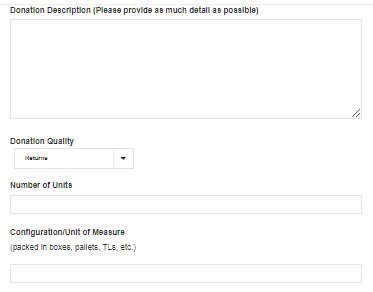 Donation Description (Please provide as much detail as possible)
Donation Quality
Returns
Number of Units
Configuration/Unit of Measure
(packed in boxes, pallets, TLs, etc.)